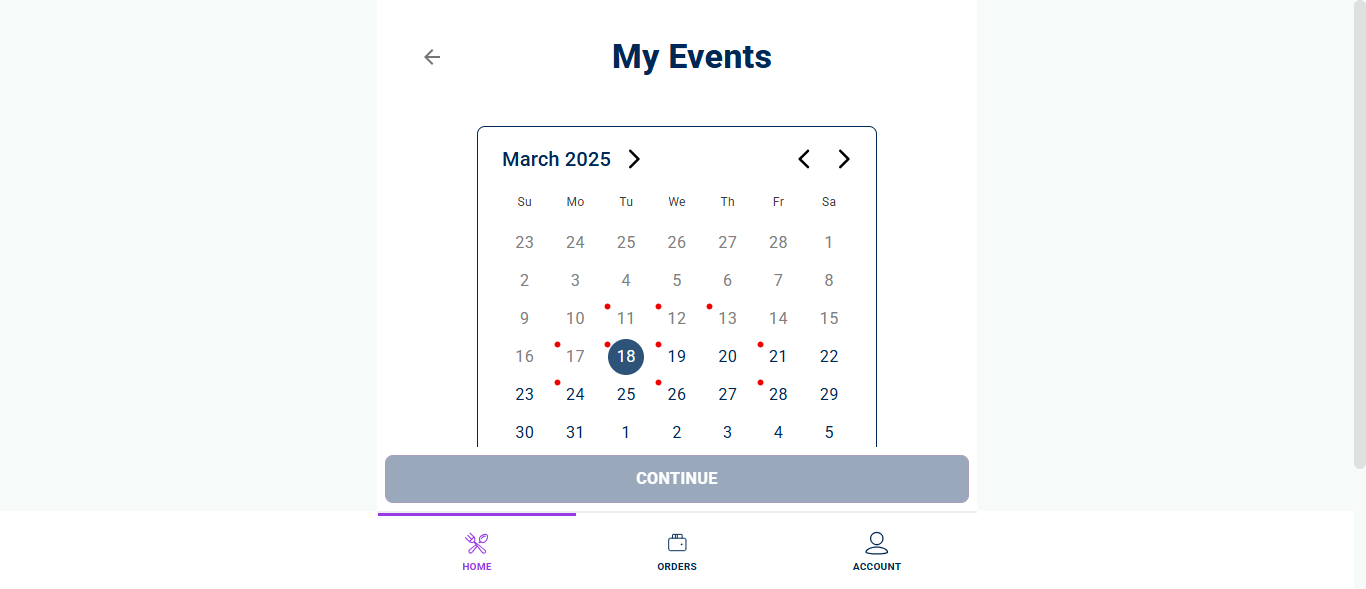 My Events
March 2025
Su Mo Tu We Th Fr Sa
23 24 25 26 27 28 1
2 3 4 5 6 7 8
9 10 11 12 13 14 15
16 17 18 19 20 21 22
23 24 25 26 27 28 29
30 31 1 2 3 4 5
CONTINUE
HOME ORDERS ACCOUNT